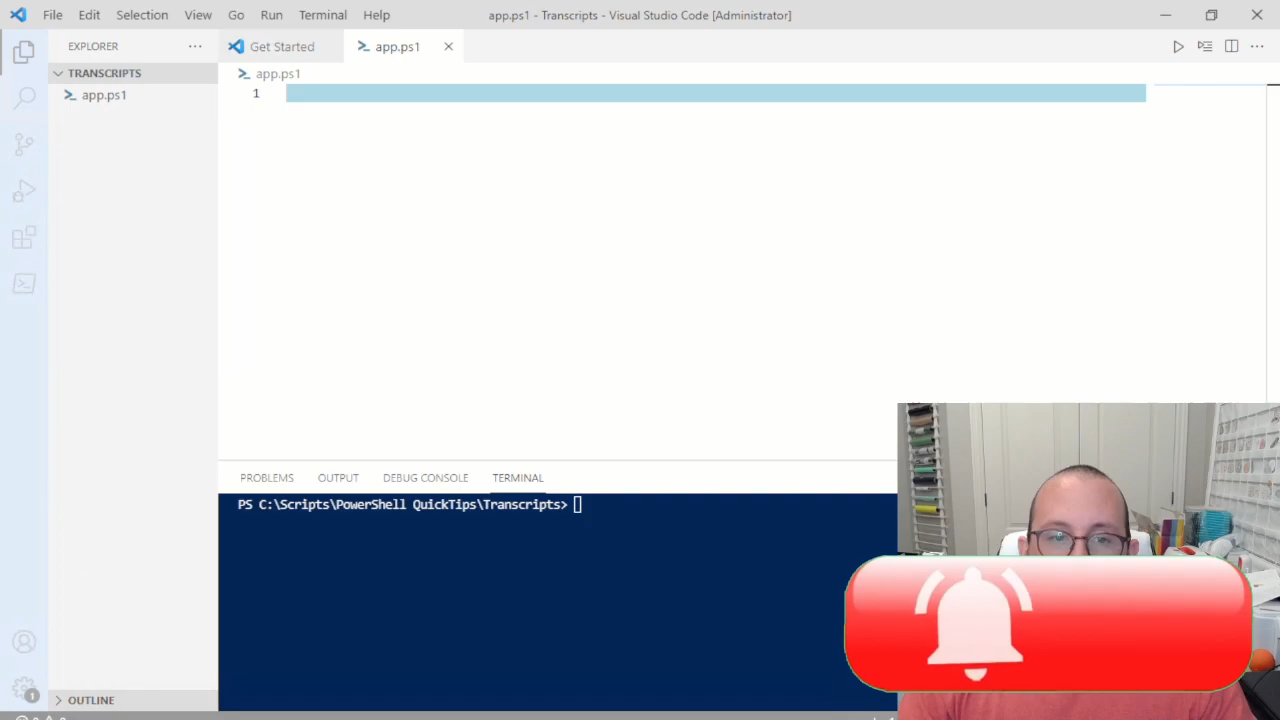 File Edit Selection View Go Run Terminal Help app.ps1 - Transcripts - Visual Studio Code [Administrator]
EXPLORER
Get Started
app.ps1
TRANSCRIPTS
app.ps1
app.ps1
1
PROBLEMS OUTPUT DEBUG CONSOLE TERMINAL
PS C:\Scripts\PowerShell QuickTips\Transcripts>
1
OUTLINE